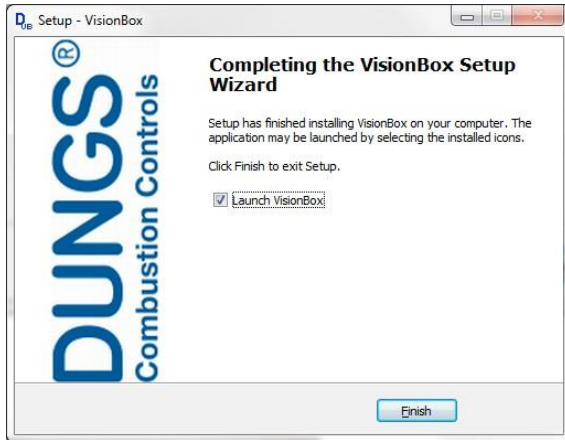 DUB Setup - VisionBox
DUNGS®
Combustion Controls
Completing the VisionBox Setup
Wizard
Setup has finished installing VisionBox on your computer. The
application may be launched by selecting the installed icons.
Click Finish to exit Setup.
Launch VisionBox
Finish